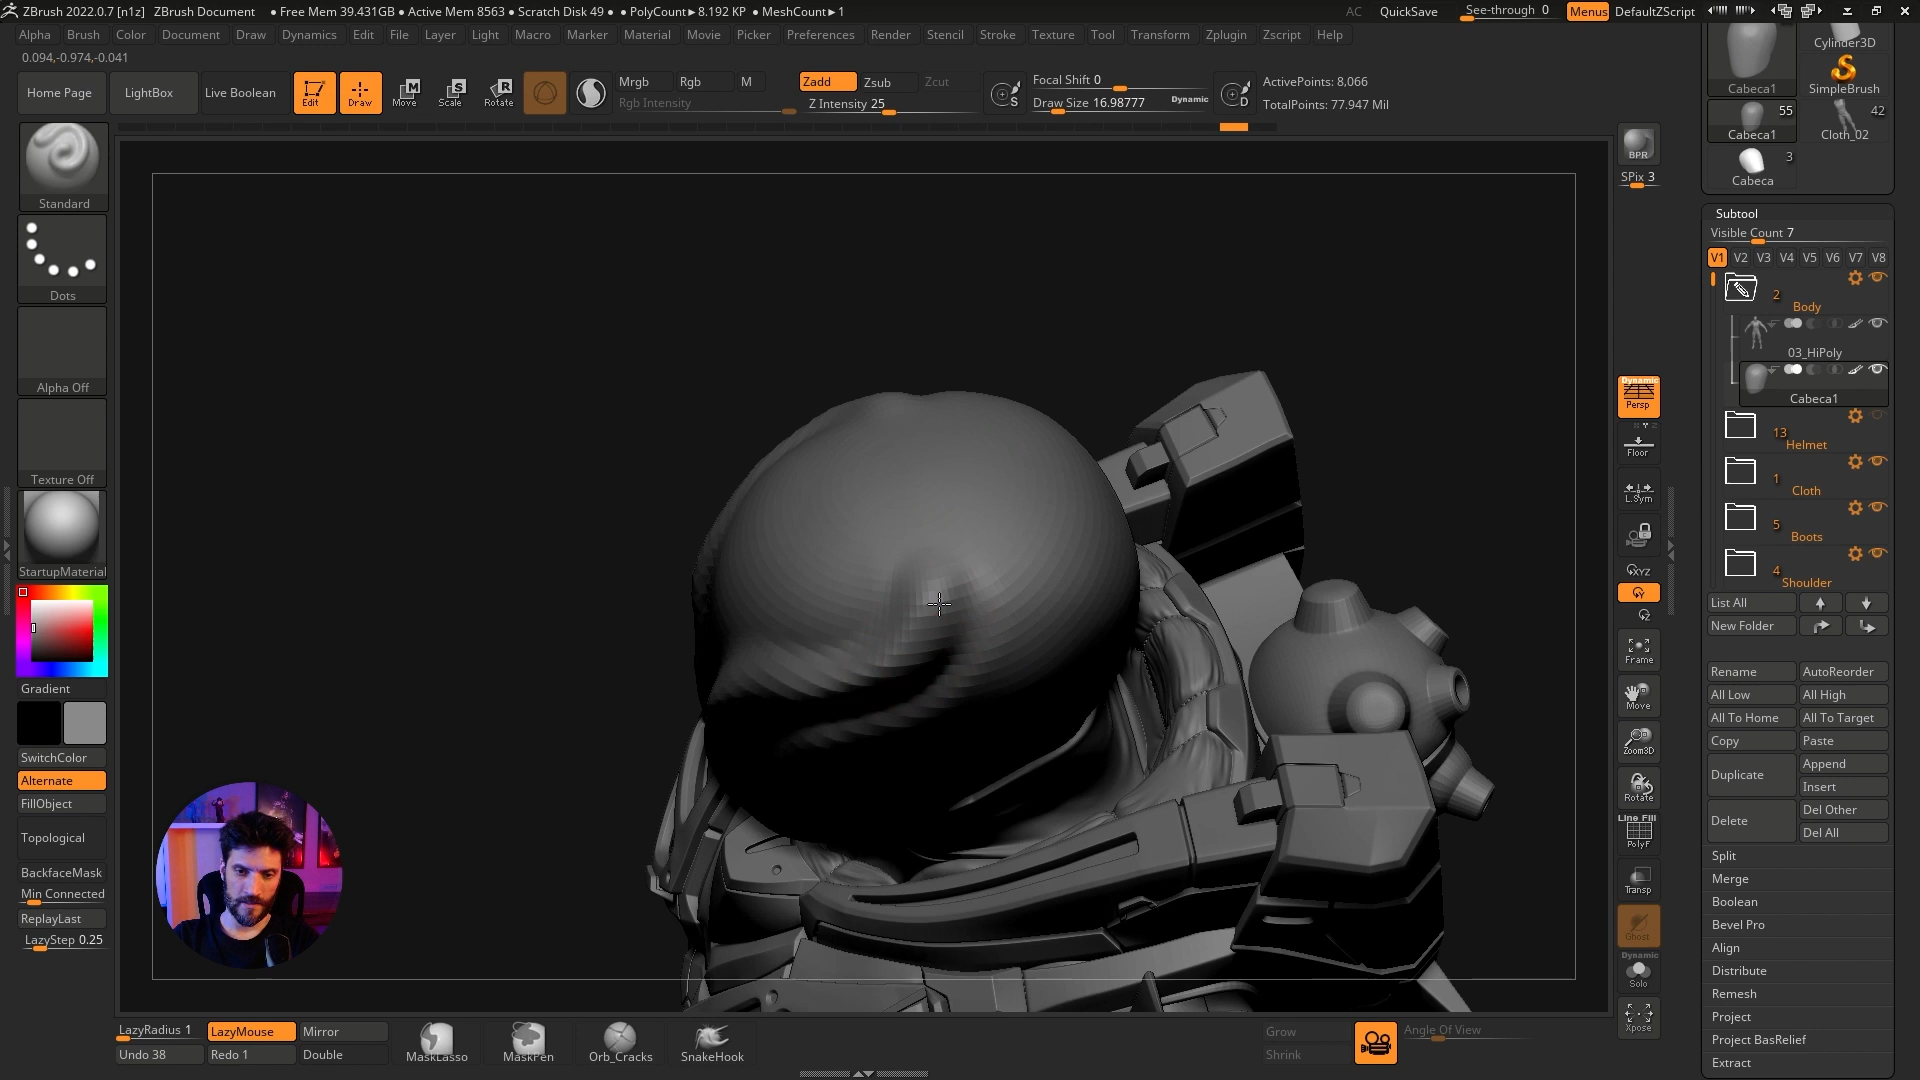 ZBrush 2022.0.7 [n1z] ZBrush Document ● Free Mem 39.431GB ● Active Mem 8563 ● Scratch Disk 49 ● ● PolyCount► 8.192 KP ● MeshCount► 1 AC QuickSave See-through 0 Menus DefaultZScript
Alpha Brush Color Document Draw Dynamics Edit File Layer Light Macro Marker Material Movie Picker Preferences Render Stencil Stroke Texture Tool Transform Zplugin Zscript Help
0.094,-0.974,-0.041
Home Page LightBox Live Boolean Edit Draw Move Scale Rotate
Mrgb Rgb M
Rgb Intensity
Zadd Zsub Zcut
Z Intensity 25
Focal Shift 0
Draw Size 16.98777 Dynamic
ActivePoints: 8,066
TotalPoints: 77.947 Mil
Standard
Dots
Alpha Off
Texture Off
StartupMaterial
Gradient
SwitchColor
Alternate
FillObject
Topological
BackfaceMask
Min Connected
ReplayLast
LazyStep 0.25
LazyRadius 1 LazyMouse Mirror
Undo 38 Redo 1 Double
MaskLasso MaskPen Orb_Cracks SnakeHook
Grow
Shrink
Angle Of View
BPR
SPix 3
Dynamic
Persp
Floor
L.Sym
XYZ
Y
Z
Frame
Move
Zoom3D
Rotate
Line Fill
PolyF
Transp
Ghost
Dynamic
Solo
Xpose
Cylinder3D
Cabeca1 SimpleBrush
55 42
Cabeca1 Cloth_02
3
Cabeca
Subtool
Visible Count 7
V1 V2 V3 V4 V5 V6 V7 V8
2
Body
03_HiPoly
Cabeca1
13
Helmet
1
Cloth
5
Boots
4
Shoulder
List All
New Folder
Rename AutoReorder
All Low All High
All To Home All To Target
Copy Paste
Duplicate Append
Insert
Delete Del Other
Del All
Split
Merge
Boolean
Bevel Pro
Align
Distribute
Remesh
Project
Project BasRelief
Extract